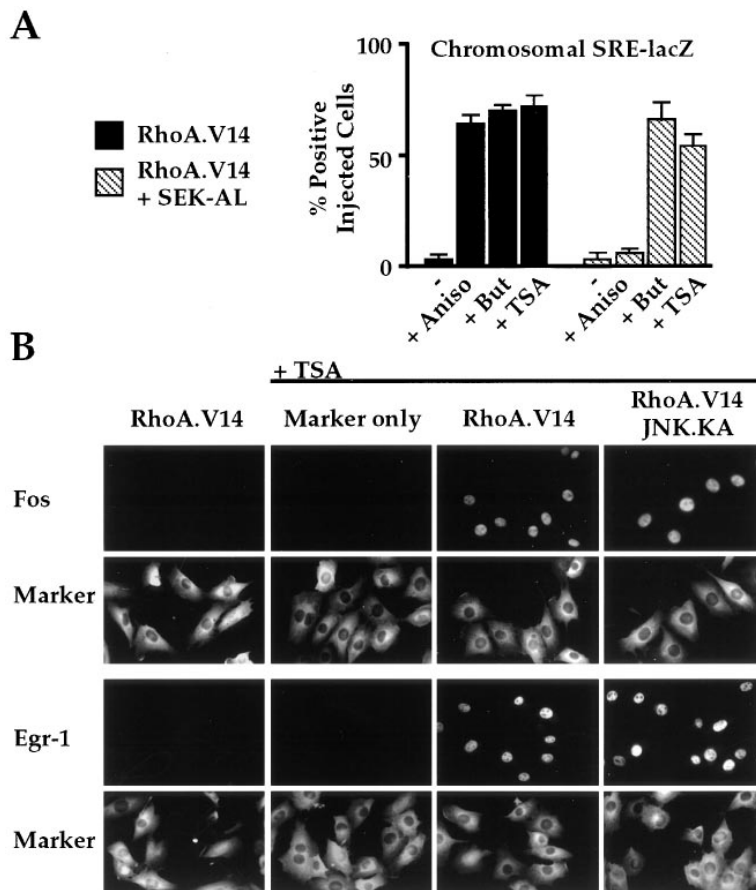 A
100
50
0
% Positive
Injected Cells
Chromosomal SRE-lacZ
RhoA.V14
RhoA.V14
+ SEK-AL
-
+ Aniso
+ But
+ TSA
-
+ Aniso
+ But
+ TSA
B
+ TSA
RhoA.V14
Marker only
RhoA.V14
RhoA.V14
JNK.KA
Fos
Marker
Egr-1
Marker